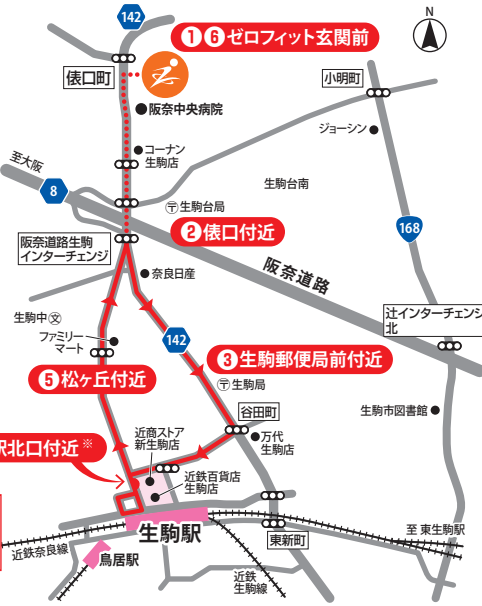 142
N
①⑥ゼロフィット玄関前
俵口町
小明町
阪奈中央病院
ジョーシン
コーナン
生駒店
至大阪
8
生駒台南
〒生駒台局
168
②俵口付近
阪奈道路生駒
インターチェンジ
阪奈道路
奈良日産
辻インターチェンジ
北
生駒中㊛
ファミリー
マート
142
③生駒郵便局前付近
〒生駒局
⑤松ヶ丘付近
谷田町
生駒市図書館
万代
生駒店
駅北口付近※
近商ストア
新生駒店
近鉄百貨店
生駒店
生駒駅
東新町
至 東生駒駅
近鉄奈良線
鳥居駅
近鉄
生駒線